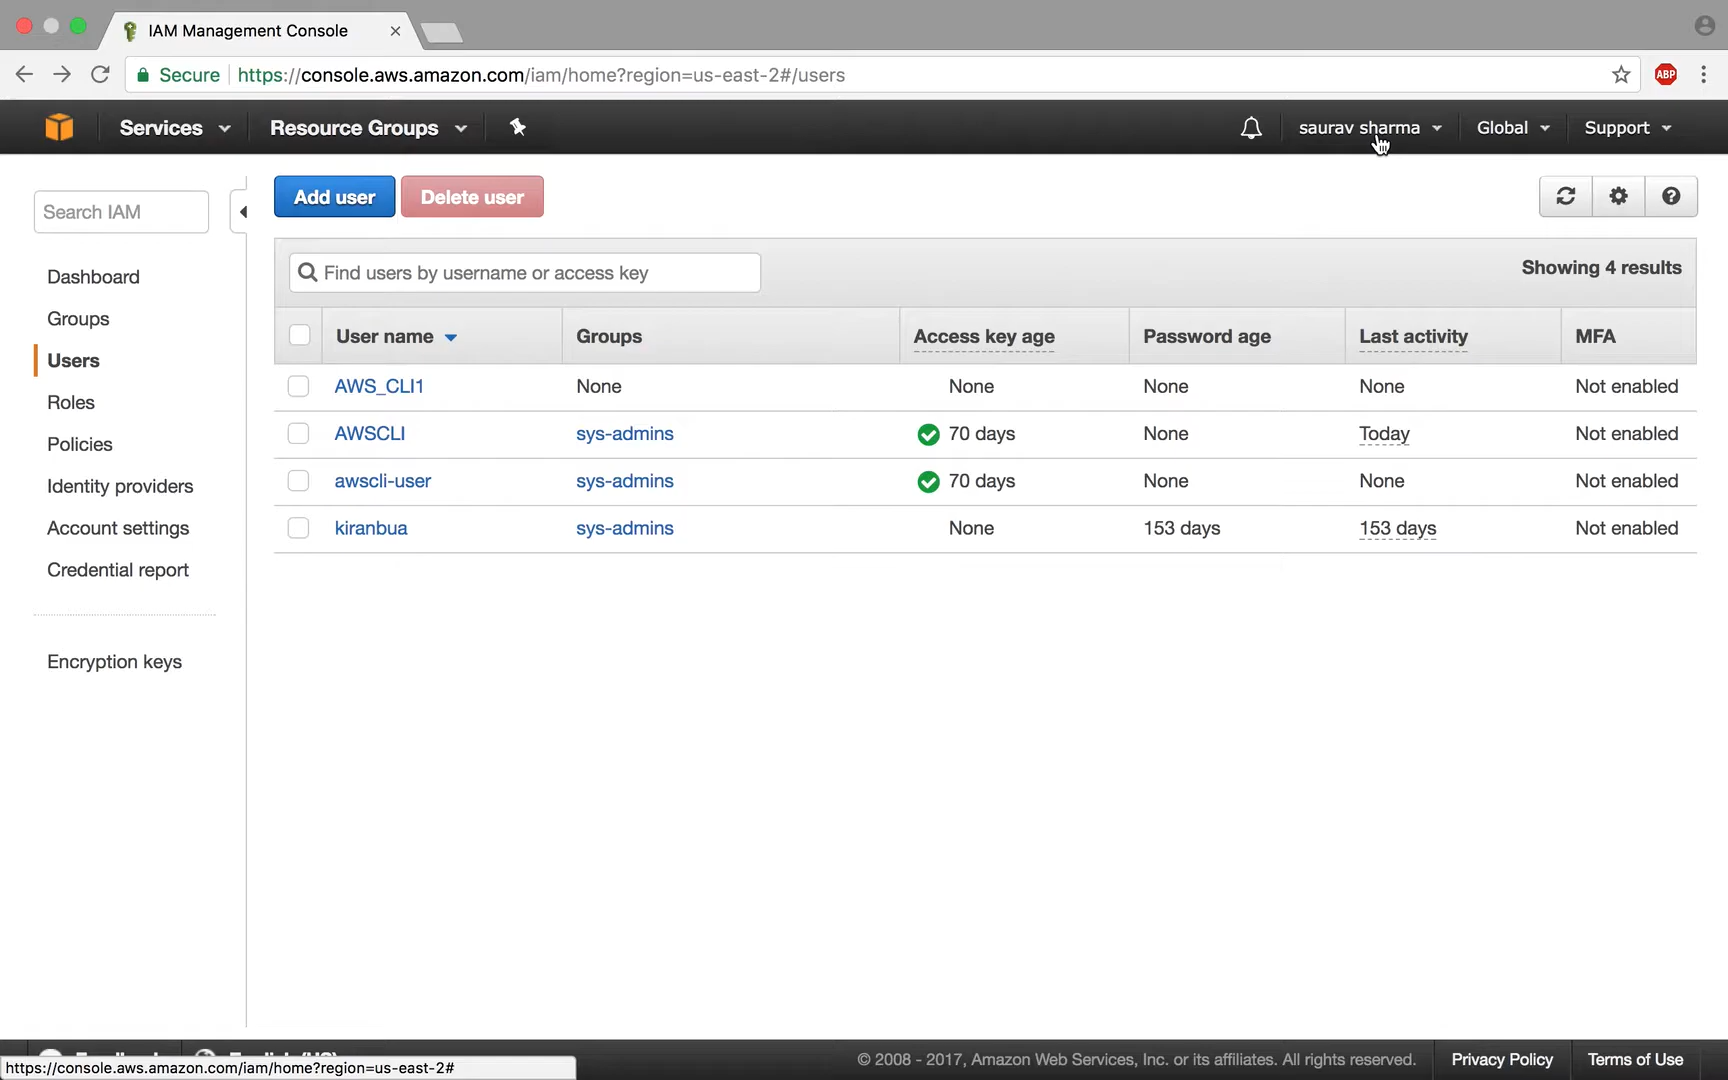 IAM Management Console
Secure https://console.aws.amazon.com/iam/home?region=us-east-2#/users
ABP
Services Resource Groups saurav sharma Global Support
Search IAM
Dashboard
Groups
Users
Roles
Policies
Identity providers
Account settings
Credential report
Encryption keys
Add user Delete user
Find users by username or access key
Showing 4 results
User name Groups Access key age Password age Last activity MFA
AWS_CLI1 None None None None Not enabled
AWSCLI sys-admins 70 days None Today Not enabled
awscli-user sys-admins 70 days None None Not enabled
kiranbua sys-admins None 153 days 153 days Not enabled
© 2008 - 2017, Amazon Web Services, Inc. or its affiliates. All rights reserved. Privacy Policy Terms of Use
https://console.aws.amazon.com/iam/home?region=us-east-2#